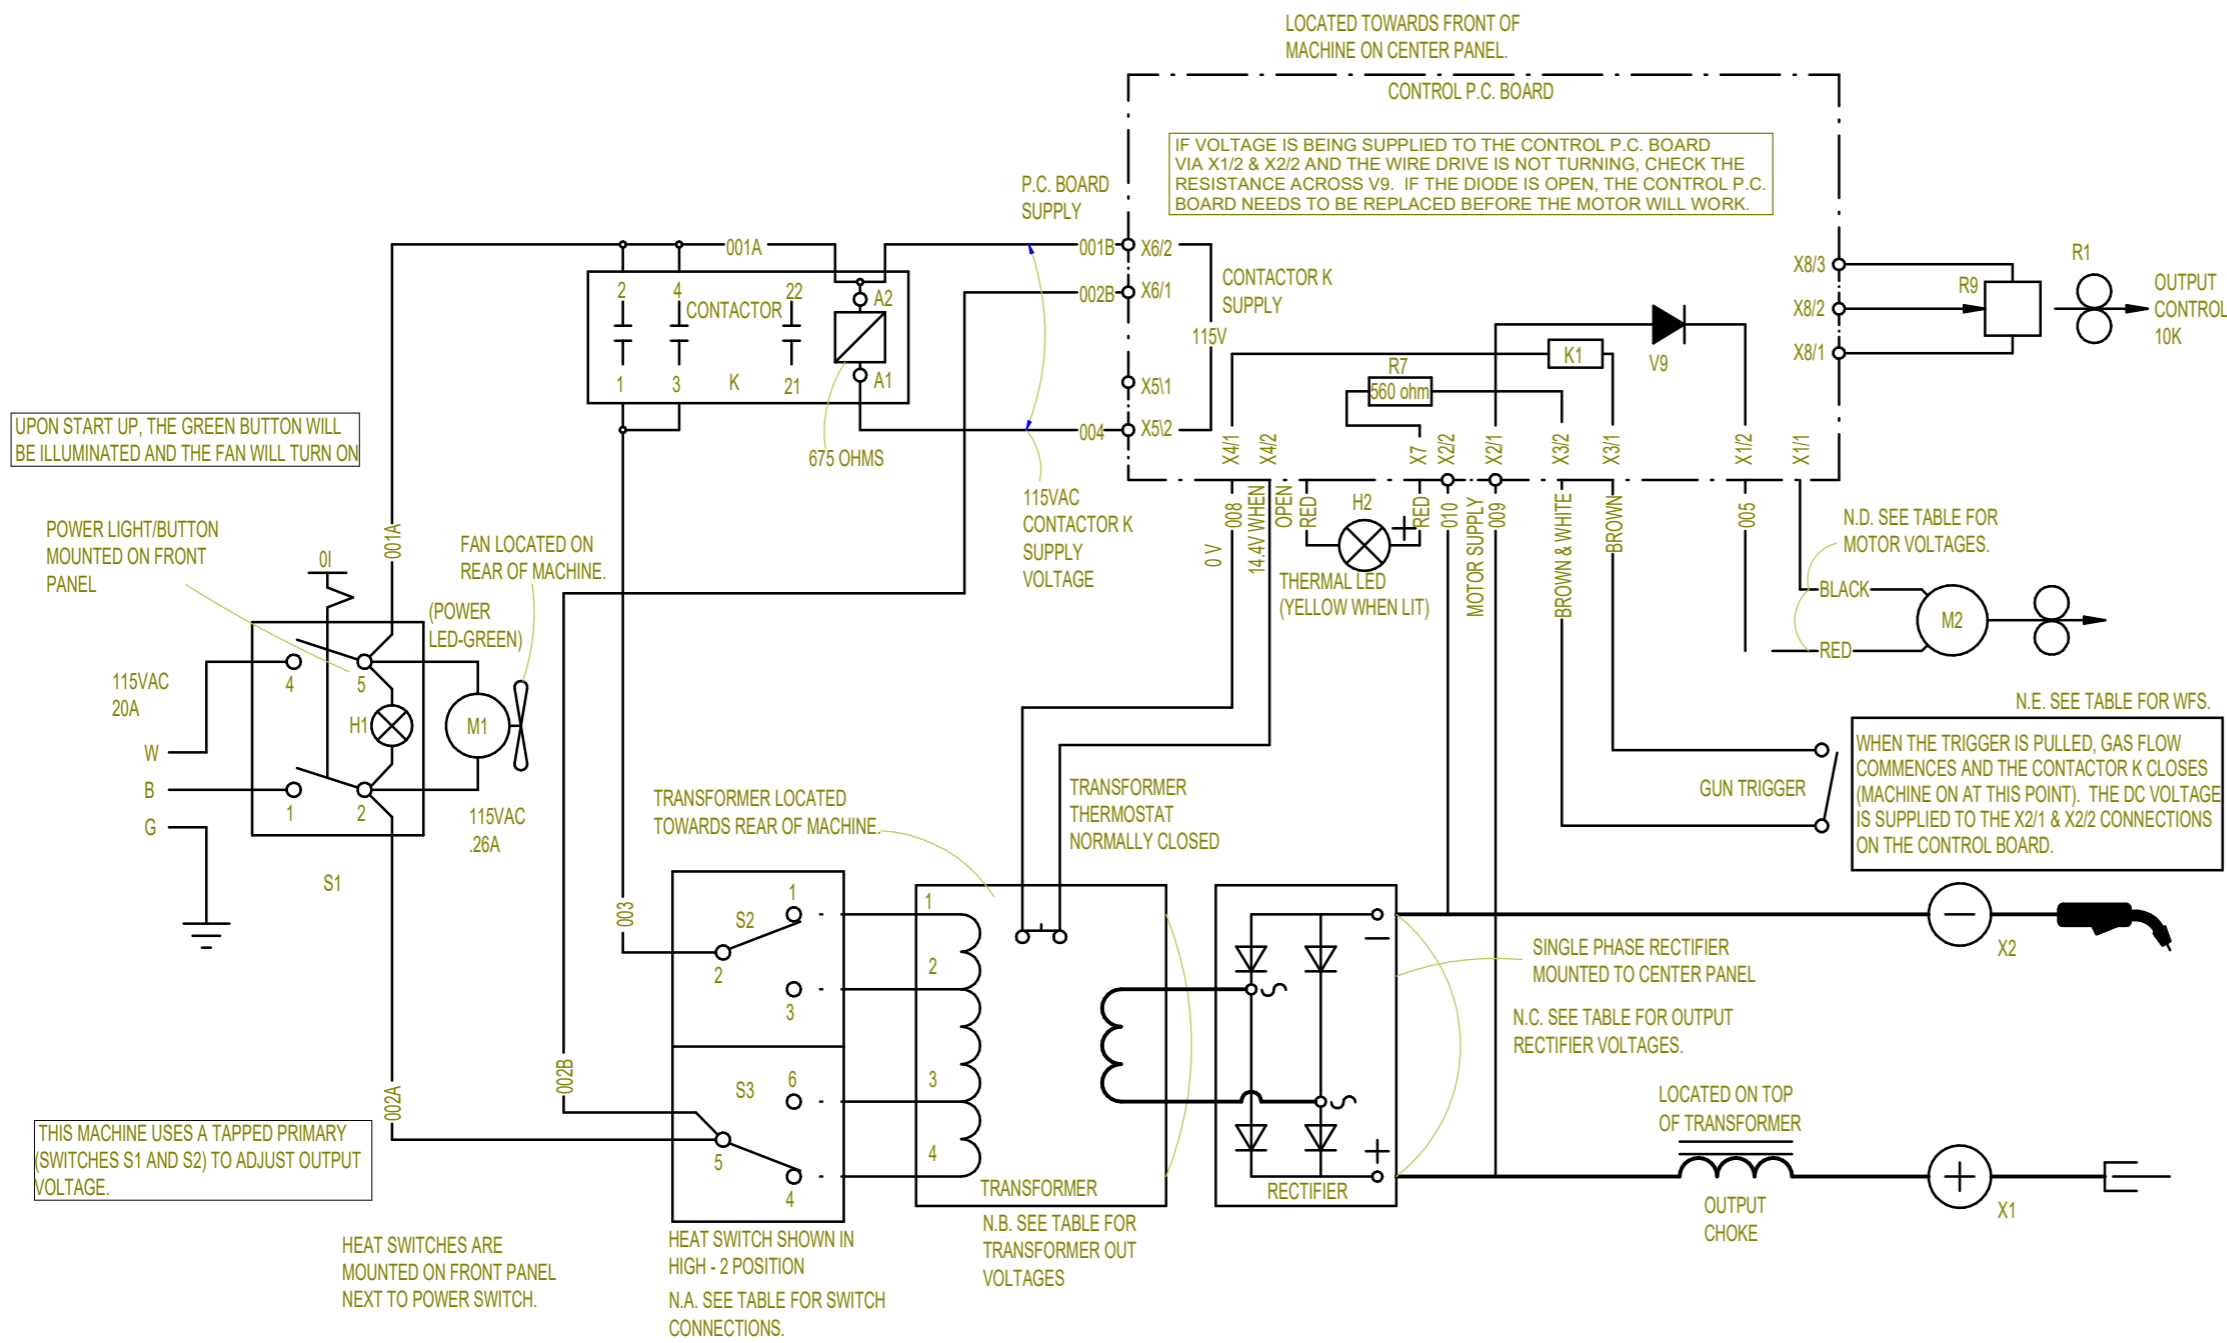 LOCATED TOWARDS FRONT OF
MACHINE ON CENTER PANEL.
CONTROL P.C. BOARD
IF VOLTAGE IS BEING SUPPLIED TO THE CONTROL P.C. BOARD
VIA X1/2 & X2/2 AND THE WIRE DRIVE IS NOT TURNING, CHECK THE
RESISTANCE ACROSS V9. IF THE DIODE IS OPEN, THE CONTROL P.C.
BOARD NEEDS TO BE REPLACED BEFORE THE MOTOR WILL WORK.
P.C. BOARD
SUPPLY
001A
001B
X6/2
002B
X6/1
CONTACTOR K
SUPPLY
115V
X5\1
004
X5\2
2
4
22
CONTACTOR
A2
1
3
K
21
A1
675 OHMS
X8/3
X8/2
X8/1
R9
R1
OUTPUT
CONTROL
10K
V9
K1
R7
560 ohm
X4/1
X4/2
X7
X2/2
X2/1
X3/2
X3/1
X1/2
X1/1
UPON START UP, THE GREEN BUTTON WILL
BE ILLUMINATED AND THE FAN WILL TURN ON
115VAC
CONTACTOR K
SUPPLY
VOLTAGE
0 V
008
14.4V WHEN
OPEN
RED
H2
RED
010
MOTOR SUPPLY
009
BROWN & WHITE
BROWN
005
THERMAL LED
(YELLOW WHEN LIT)
N.D. SEE TABLE FOR
MOTOR VOLTAGES.
BLACK
RED
M2
POWER LIGHT/BUTTON
MOUNTED ON FRONT
PANEL
0I
001A
FAN LOCATED ON
REAR OF MACHINE.
(POWER
LED-GREEN)
115VAC
20A
4
5
H1
M1
W
B
G
1
2
115VAC
.26A
S1
N.E. SEE TABLE FOR WFS.
WHEN THE TRIGGER IS PULLED, GAS FLOW
COMMENCES AND THE CONTACTOR K CLOSES
(MACHINE ON AT THIS POINT). THE DC VOLTAGE
IS SUPPLIED TO THE X2/1 & X2/2 CONNECTIONS
ON THE CONTROL BOARD.
GUN TRIGGER
TRANSFORMER LOCATED
TOWARDS REAR OF MACHINE.
TRANSFORMER
THERMOSTAT
NORMALLY CLOSED
003
S2
1
2
3
S3
6
5
4
1
2
3
4
TRANSFORMER
RECTIFIER
−
+
SINGLE PHASE RECTIFIER
MOUNTED TO CENTER PANEL
N.C. SEE TABLE FOR OUTPUT
RECTIFIER VOLTAGES.
X2
LOCATED ON TOP
OF TRANSFORMER
OUTPUT
CHOKE
X1
002B
002A
THIS MACHINE USES A TAPPED PRIMARY
(SWITCHES S1 AND S2) TO ADJUST OUTPUT
VOLTAGE.
HEAT SWITCHES ARE
MOUNTED ON FRONT PANEL
NEXT TO POWER SWITCH.
HEAT SWITCH SHOWN IN
HIGH - 2 POSITION
N.A. SEE TABLE FOR SWITCH
CONNECTIONS.
N.B. SEE TABLE FOR
TRANSFORMER OUT
VOLTAGES